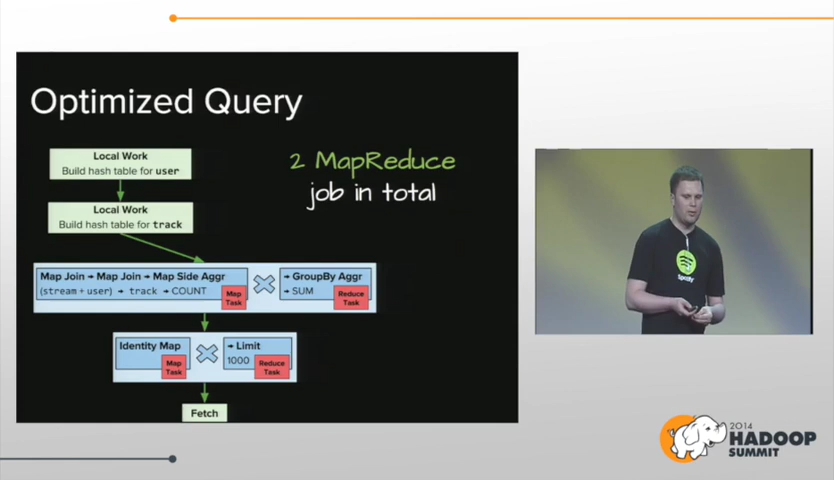 Optimized Query
Local Work
Build hash table for user
2 MapReduce
job in total
Local Work
Build hash table for track
Map Join → Map Join → Map Side Aggr
(stream + user) → track → COUNT
Map
Task
→ GroupBy Aggr
→ SUM
Reduce
Task
Identity Map
Map
Task
→ Limit
1000
Reduce
Task
Fetch
Spotify
2014
HADOOP
SUMMIT